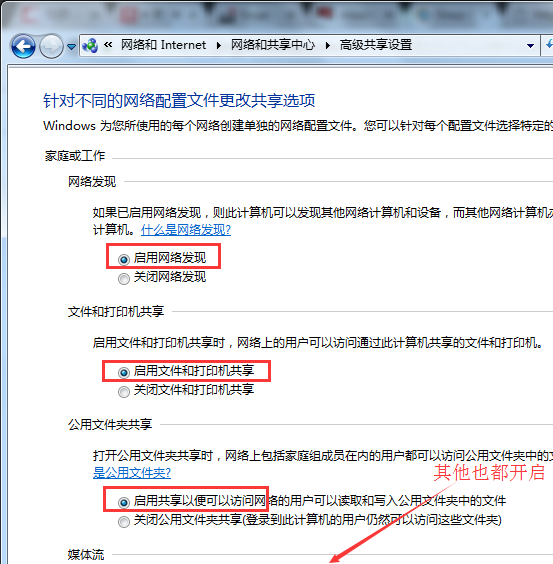 « 网络和 Internet ▸ 网络和共享中心 ▸ 高级共享设置
针对不同的网络配置文件更改共享选项
Windows 为您所使用的每个网络创建单独的网络配置文件。您可以针对每个配置文件选择特定的
家庭或工作
网络发现
如果已启用网络发现，则此计算机可以发现其他网络计算机和设备，而其他网络计算机
计算机。什么是网络发现?
启用网络发现
关闭网络发现
文件和打印机共享
启用文件和打印机共享时，网络上的用户可以访问通过此计算机共享的文件和打印机。
启用文件和打印机共享
关闭文件和打印机共享
公用文件夹共享
打开公用文件夹共享时，网络上包括家庭组成员在内的用户都可以访问公用文件夹中的
是公用文件夹?
其他也都开启
启用共享以便可以访问网络的用户可以读取和写入公用文件夹中的文件
关闭公用文件夹共享(登录到此计算机的用户仍然可以访问这些文件夹)
媒体流